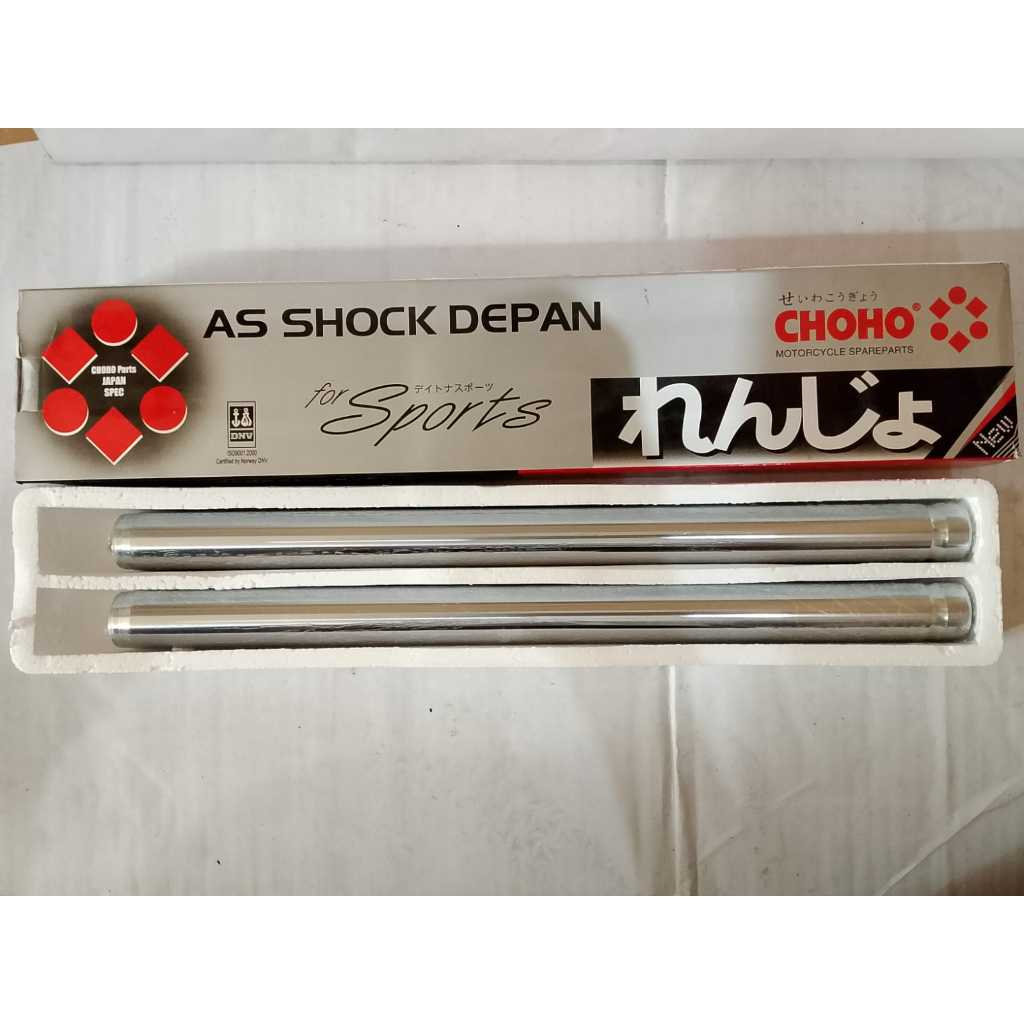 CHOHO Parts
JAPAN
SPEC
AS SHOCK DEPAN
for Sports
デイトナスポーツ
DNV
ISO9001:2000
Certified by Norway DNV
せいわこうぎょう
CHOHO®
MOTORCYCLE SPAREPARTS
れんじょ
NEW